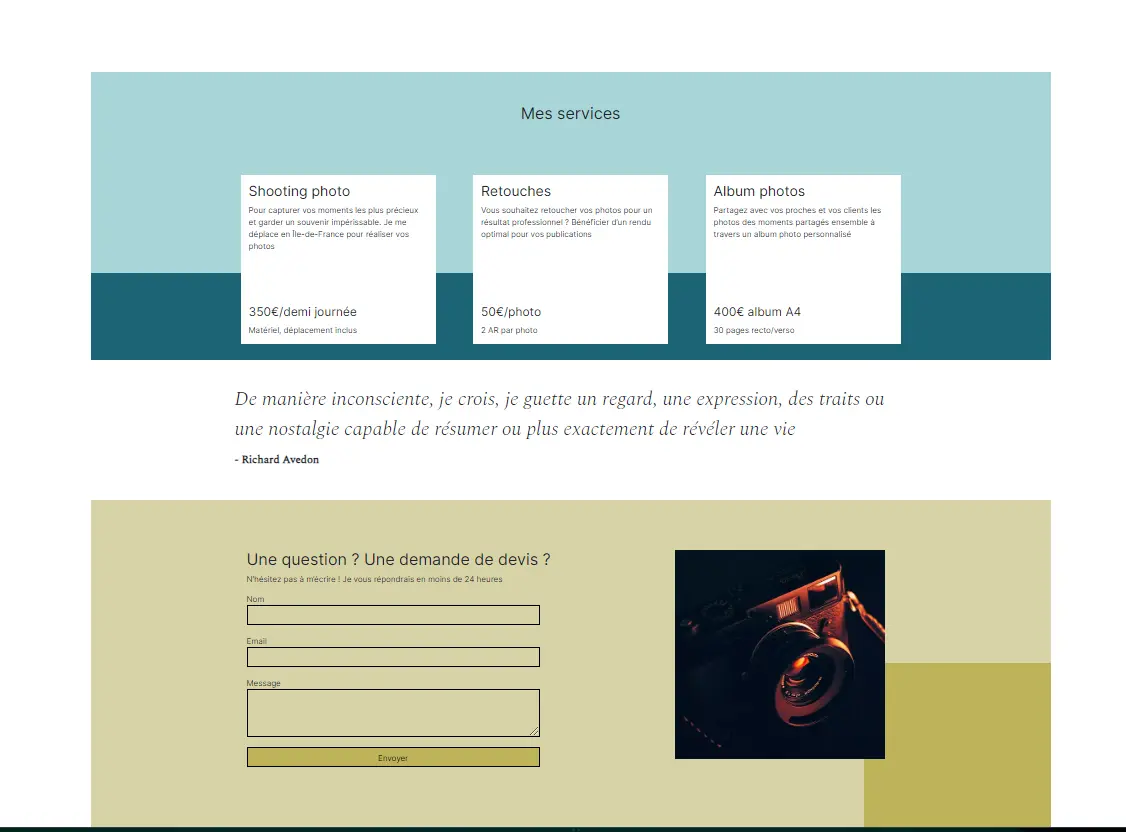 Mes services
Shooting photo
Pour capturer vos moments les plus précieux
et garder un souvenir impérissable. Je me
déplace en Île-de-France pour réaliser vos
photos
350€/demi journée
Matériel, déplacement inclus
Retouches
Vous souhaitez retoucher vos photos pour un
résultat professionnel ? Bénéficier d'un rendu
optimal pour vos publications
50€/photo
2 AR par photo
Album photos
Partagez avec vos proches et vos clients les
photos des moments partagés ensemble à
travers un album photo personnalisé
400€ album A4
30 pages recto/verso
De manière inconsciente, je crois, je guette un regard, une expression, des traits ou
une nostalgie capable de résumer ou plus exactement de révéler une vie
- Richard Avedon
Une question ? Une demande de devis ?
N'hésitez pas à m'écrire ! Je vous répondrais en moins de 24 heures
Nom
Email
Message
Envoyer